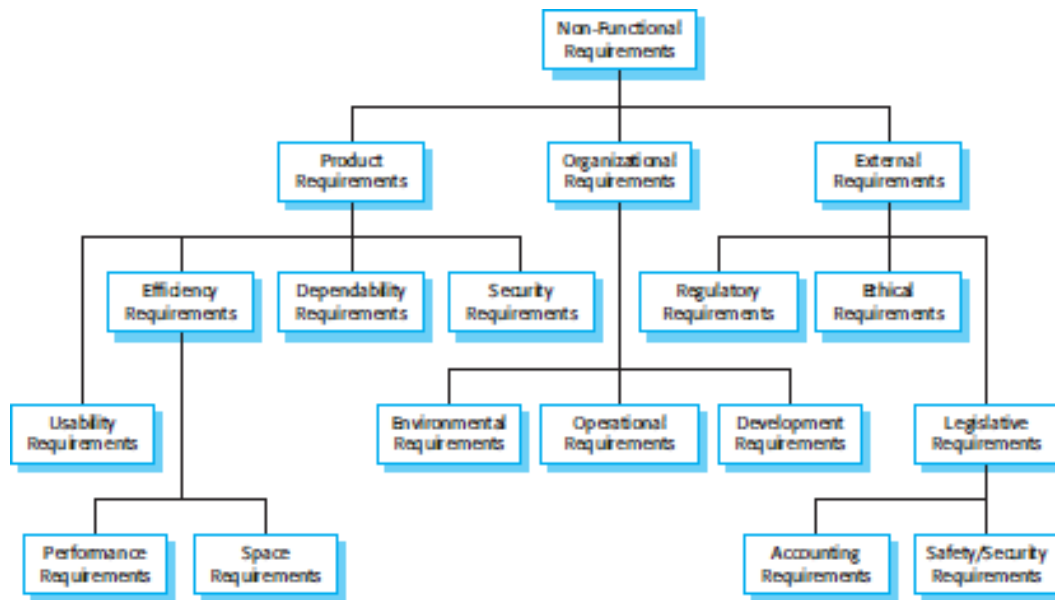 Non-Functional
Requirements
Product
Requirements
Organizational
Requirements
External
Requirements
Efficiency
Requirements
Dependability
Requirements
Security
Requirements
Regulatory
Requirements
Ethical
Requirements
Usability
Requirements
Environmental
Requirements
Operational
Requirements
Development
Requirements
Legislative
Requirements
Performance
Requirements
Space
Requirements
Accounting
Requirements
Safety/Security
Requirements